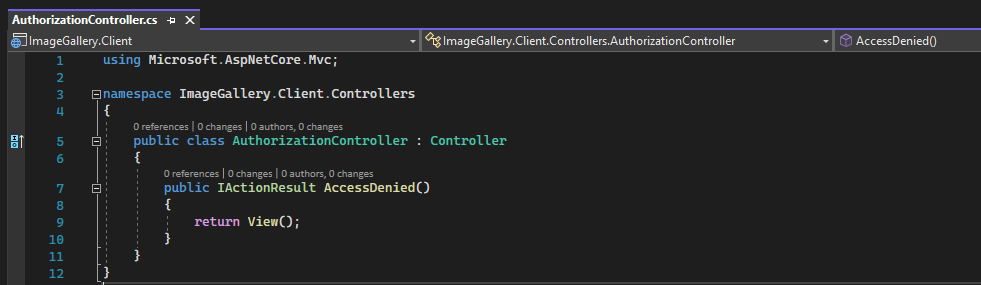 AuthorizationController.cs
ImageGallery.Client ImageGallery.Client.Controllers.AuthorizationController AccessDenied()
1 using Microsoft.AspNetCore.Mvc;
2
3 namespace ImageGallery.Client.Controllers
4 {
0 references | 0 changes | 0 authors, 0 changes
5 public class AuthorizationController : Controller
6 {
0 references | 0 changes | 0 authors, 0 changes
7 public IActionResult AccessDenied()
8 {
9 return View();
10 }
11 }
12 }